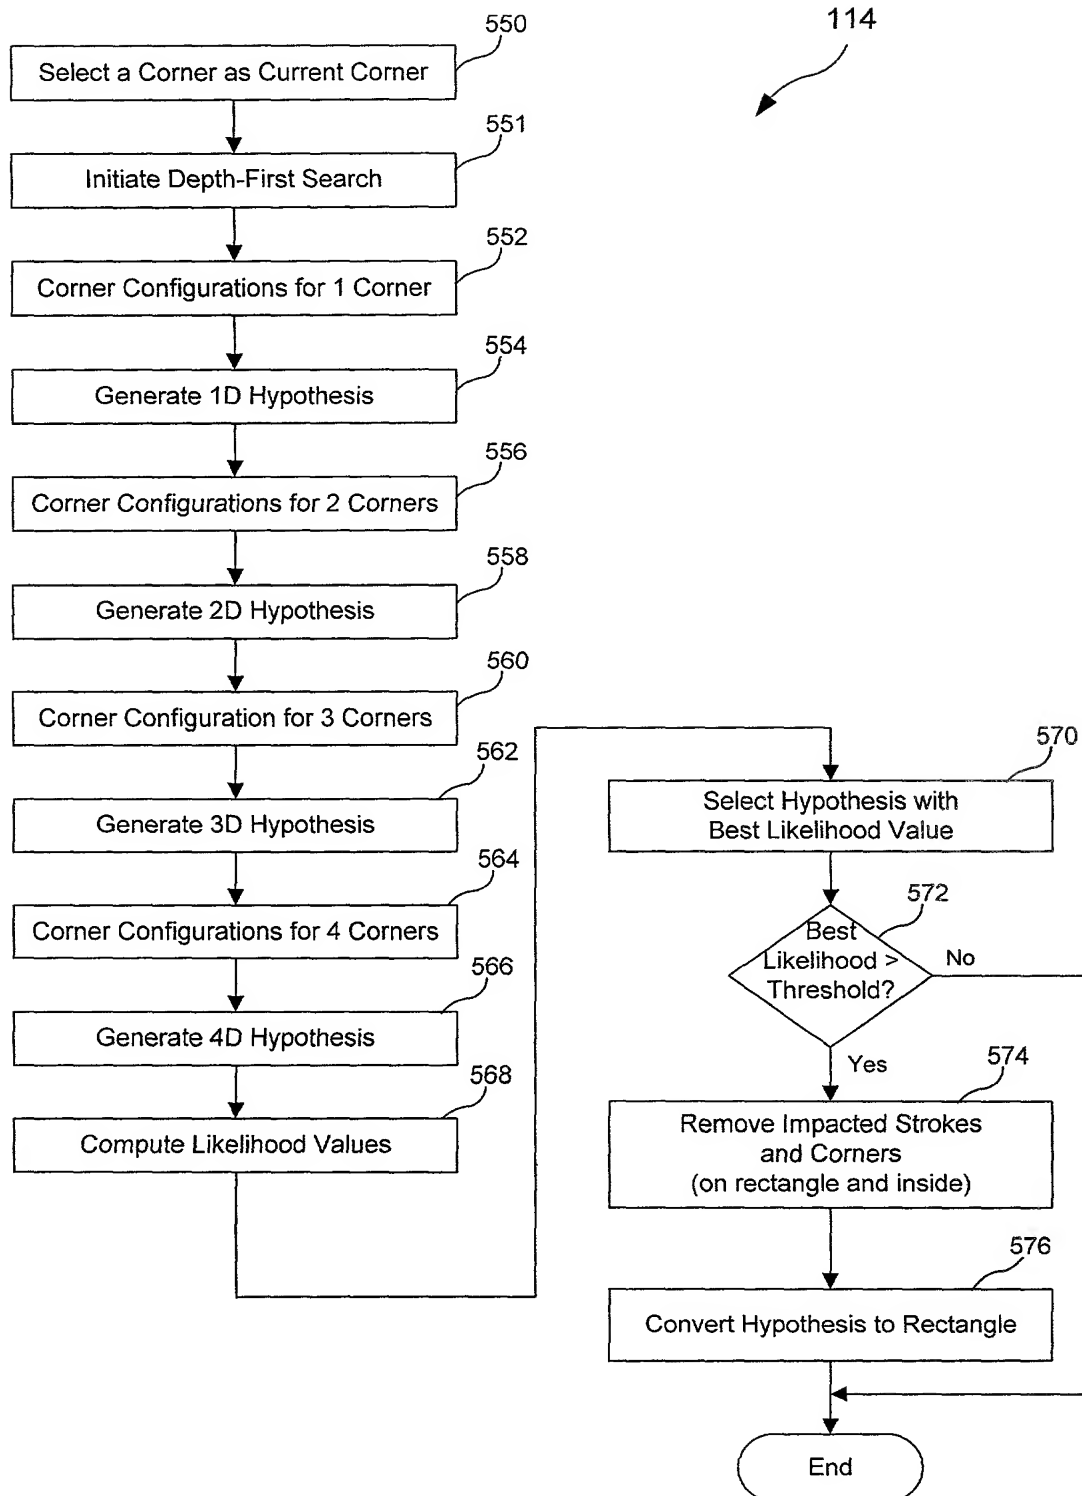 114
550
Select a Corner as Current Corner
551
Initiate Depth-First Search
552
Corner Configurations for 1 Corner
554
Generate 1D Hypothesis
556
Corner Configurations for 2 Corners
558
Generate 2D Hypothesis
560
Corner Configuration for 3 Corners
562
Generate 3D Hypothesis
564
Corner Configurations for 4 Corners
566
Generate 4D Hypothesis
568
Compute Likelihood Values
570
Select Hypothesis with
Best Likelihood Value
572
Best
Likelihood >
Threshold?
No
Yes
574
Remove Impacted Strokes
and Corners
(on rectangle and inside)
576
Convert Hypothesis to Rectangle
End